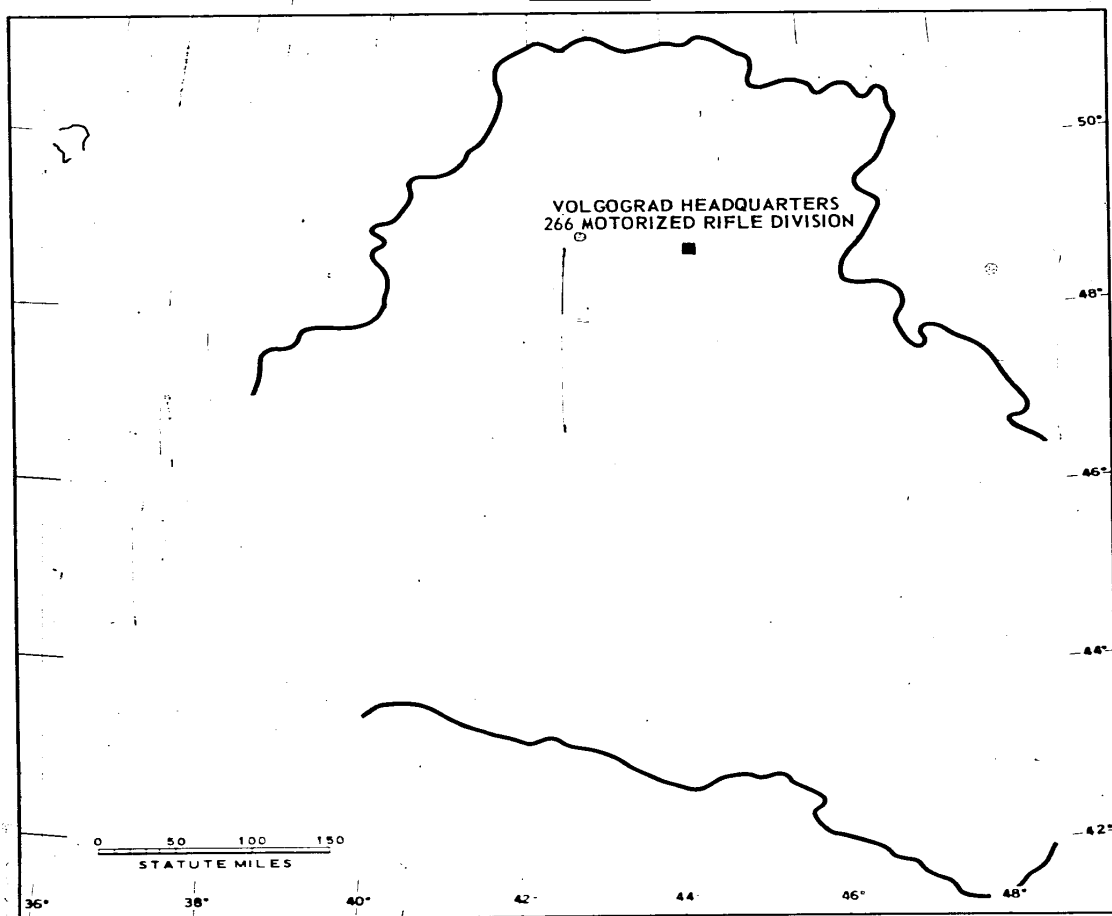 50°
VOLGOGRAD HEADQUARTERS
266 MOTORIZED RIFLE DIVISION
48°
46°
44°
42°
0 50 100 150
STATUTE MILES
36° 38° 40° 42° 44° 46° 48°